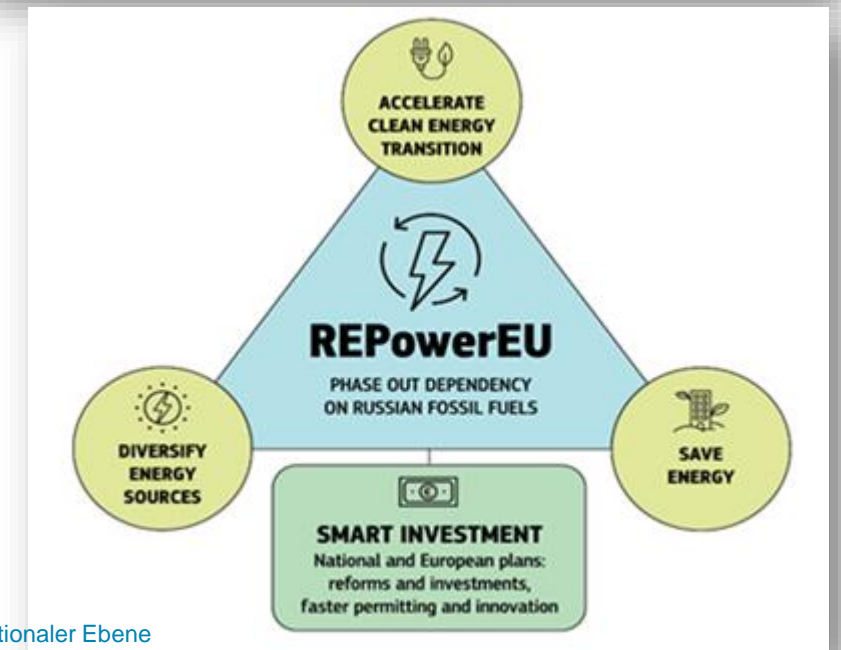 ACCELERATE
CLEAN ENERGY
TRANSITION
REPowerEU
PHASE OUT DEPENDENCY
ON RUSSIAN FOSSIL FUELS
DIVERSIFY
ENERGY
SOURCES
SAVE
ENERGY
SMART INVESTMENT
National and European plans:
reforms and investments,
faster permitting and innovation
tionaler Ebene